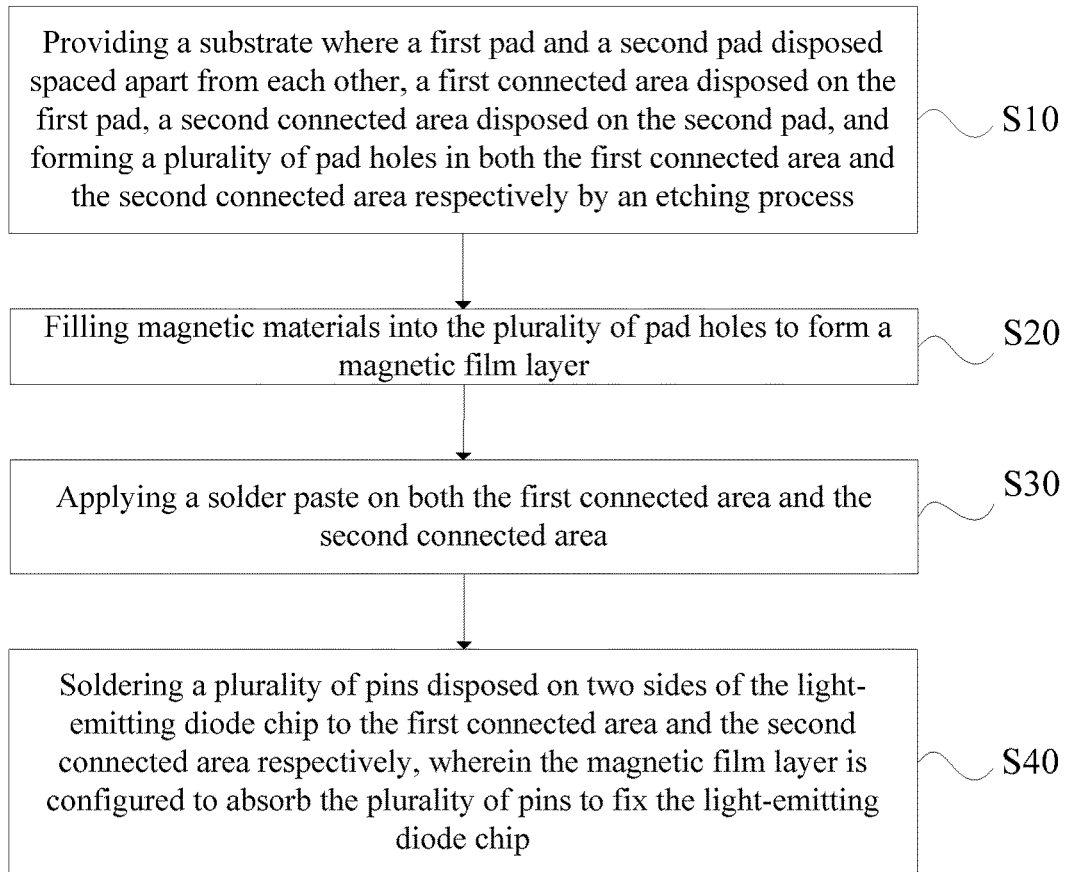 Providing a substrate where a first pad and a second pad disposed
spaced apart from each other, a first connected area disposed on the
first pad, a second connected area disposed on the second pad, and
forming a plurality of pad holes in both the first connected area and
the second connected area respectively by an etching process
S10
Filling magnetic materials into the plurality of pad holes to form a
magnetic film layer
S20
Applying a solder paste on both the first connected area and the
second connected area
S30
Soldering a plurality of pins disposed on two sides of the light-
emitting diode chip to the first connected area and the second
connected area respectively, wherein the magnetic film layer is
configured to absorb the plurality of pins to fix the light-emitting
diode chip
S40